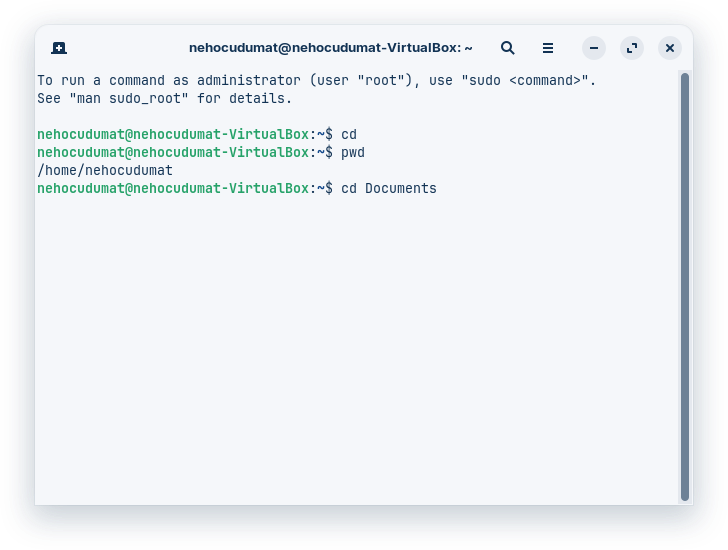 nehocudumat@nehocudumat-VirtualBox: ~
To run a command as administrator (user "root"), use "sudo <command>".
See "man sudo_root" for details.
nehocudumat@nehocudumat-VirtualBox:~$ cd
nehocudumat@nehocudumat-VirtualBox:~$ pwd
/home/nehocudumat
nehocudumat@nehocudumat-VirtualBox:~$ cd Documents